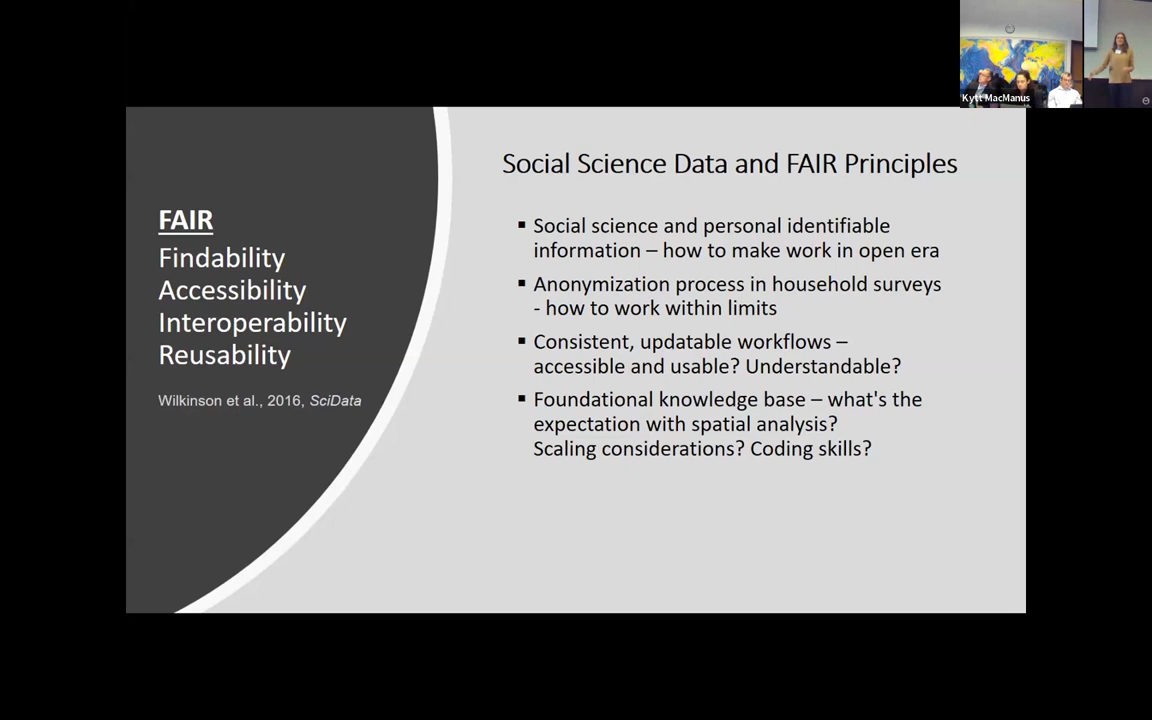 Kytt MacManus
Social Science Data and FAIR Principles
FAIR
Findability
Accessibility
Interoperability
Reusability
Wilkinson et al., 2016, SciData
▪ Social science and personal identifiable
information – how to make work in open era
▪ Anonymization process in household surveys
- how to work within limits
▪ Consistent, updatable workflows –
accessible and usable? Understandable?
▪ Foundational knowledge base – what's the
expectation with spatial analysis?
Scaling considerations? Coding skills?